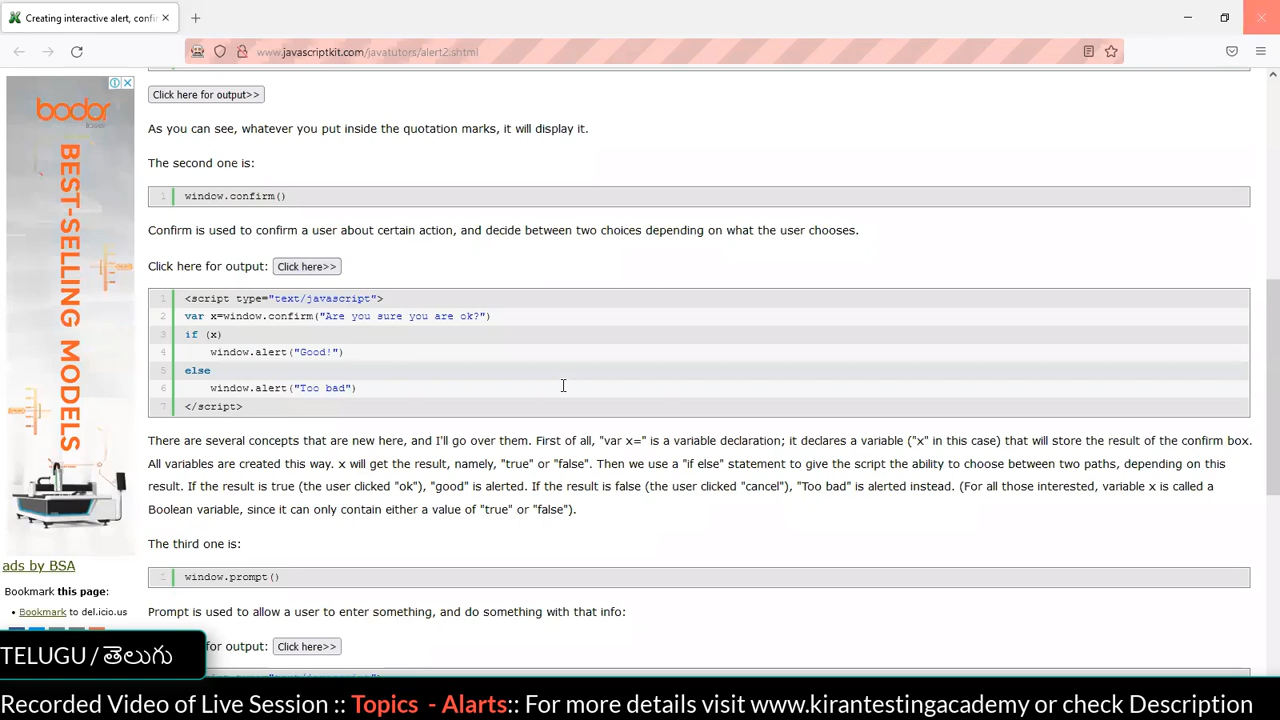 Creating interactive alert, confi
www.javascriptkit.com/javatutors/alert2.shtml
bodor
BEST-SELLING MODELS
ads by BSA
Bookmark this page:
• Bookmark to del.icio.us
Click here for output>>
As you can see, whatever you put inside the quotation marks, it will display it.
The second one is:
1 window.confirm()
Confirm is used to confirm a user about certain action, and decide between two choices depending on what the user chooses.
Click here for output: Click here>>
1 <script type="text/javascript">
2 var x=window.confirm("Are you sure you are ok?")
3 if (x)
4 window.alert("Good!")
5 else
6 window.alert("Too bad")
7 </script>
There are several concepts that are new here, and I'll go over them. First of all, "var x=" is a variable declaration; it declares a variable ("x" in this case) that will store the result of the confirm box.
All variables are created this way. x will get the result, namely, "true" or "false". Then we use a "if else" statement to give the script the ability to choose between two paths, depending on this
result. If the result is true (the user clicked "ok"), "good" is alerted. If the result is false (the user clicked "cancel"), "Too bad" is alerted instead. (For all those interested, variable x is called a
Boolean variable, since it can only contain either a value of "true" or "false").
The third one is:
1 window.prompt()
Prompt is used to allow a user to enter something, and do something with that info:
for output: Click here>>
TELUGU / తెలుగు
Recorded Video of Live Session :: Topics - Alarts:: For more details visit www.kirantestingacademy or check Description